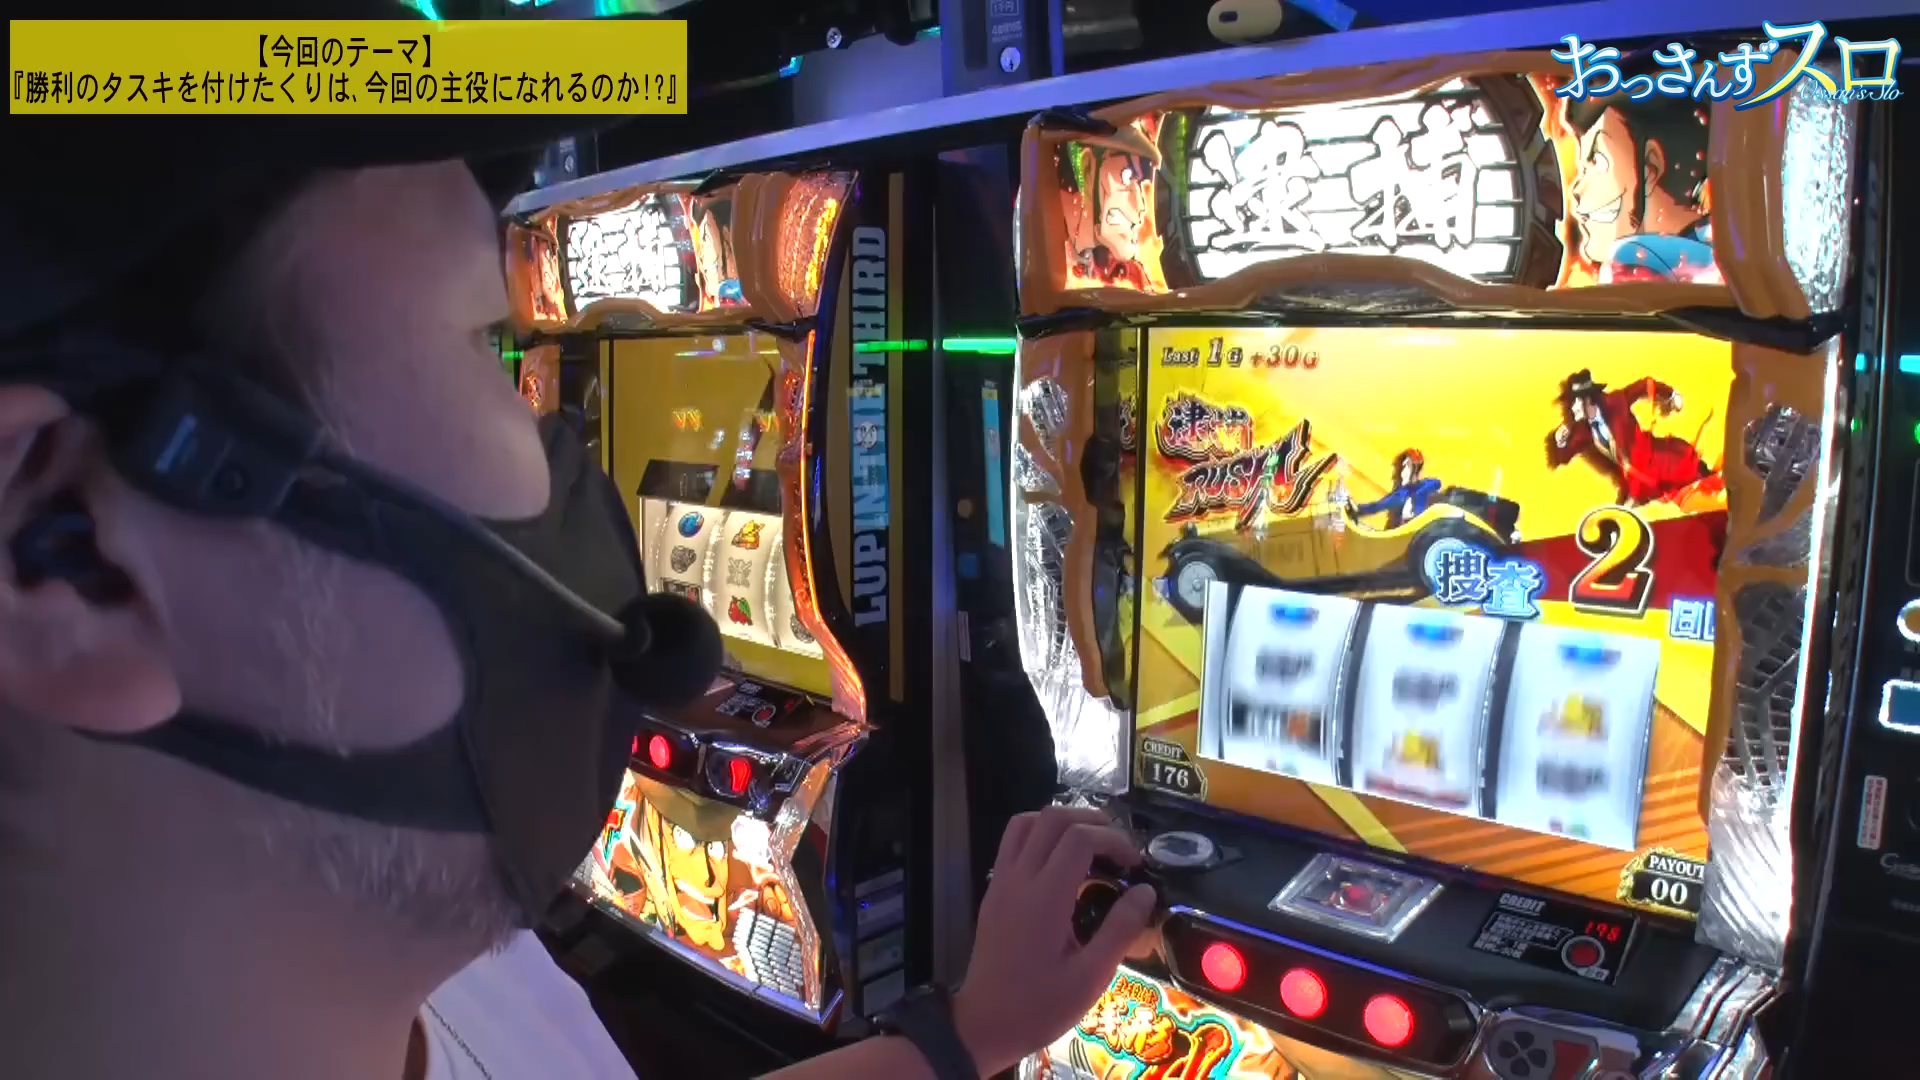 【今回のテーマ】
『勝利のタスキを付けたくりは、今回の主役になれるのか!?』
おっさんずスロ
Ossan's Slo
逮捕
逮捕
LUPIN THE THIRD
Last 1G +30G
逮捕
RUSH
捜査 2 回
CREDIT
176
PAYOUT
00
CREDIT
198